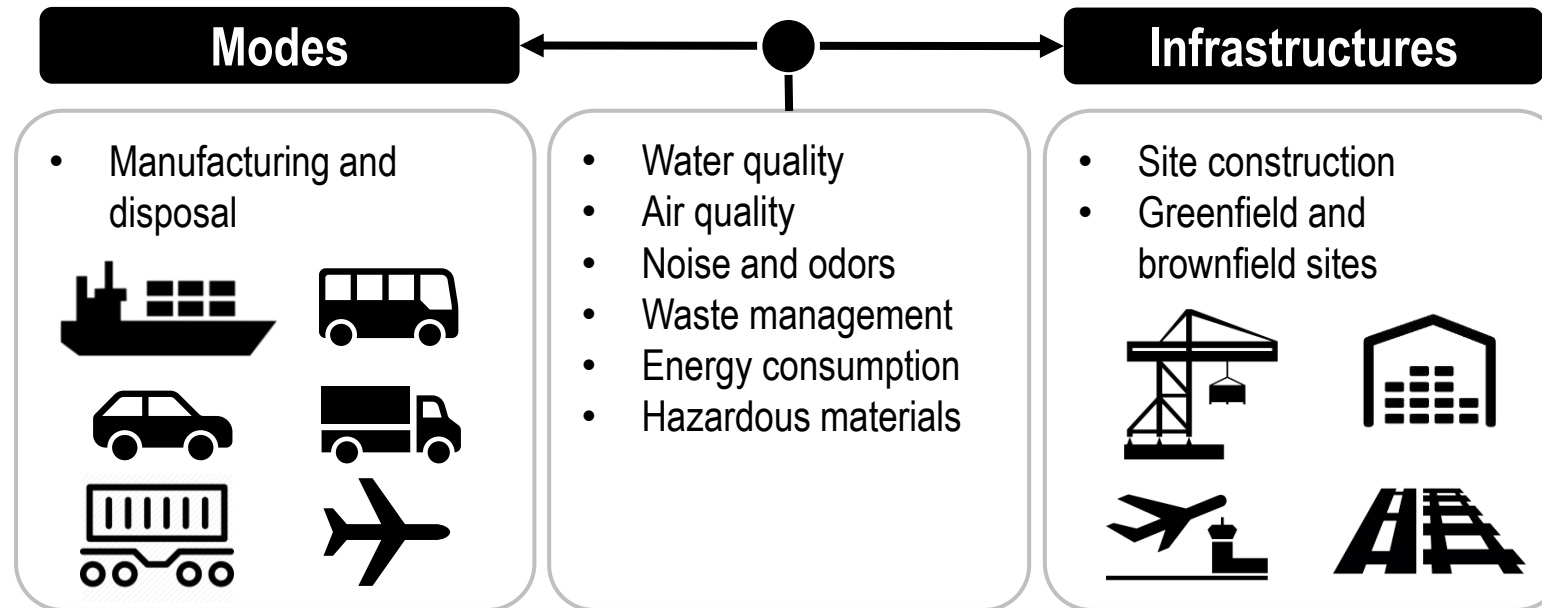 Modes
Infrastructures
• Manufacturing and
disposal
• Water quality
• Air quality
• Noise and odors
• Waste management
• Energy consumption
• Hazardous materials
• Site construction
• Greenfield and
brownfield sites